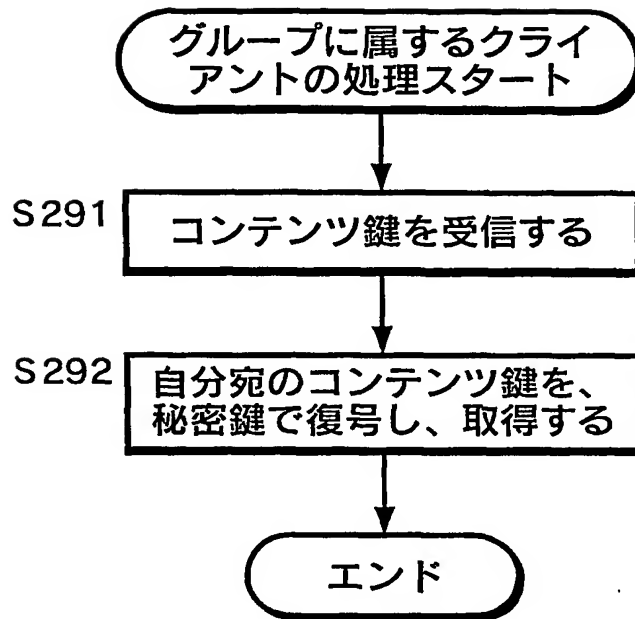 グループに属するクライ
アントの処理スタート
S291
コンテンツ鍵を受信する
S292
自分宛のコンテンツ鍵を、
秘密鍵で復号し、取得する
エンド